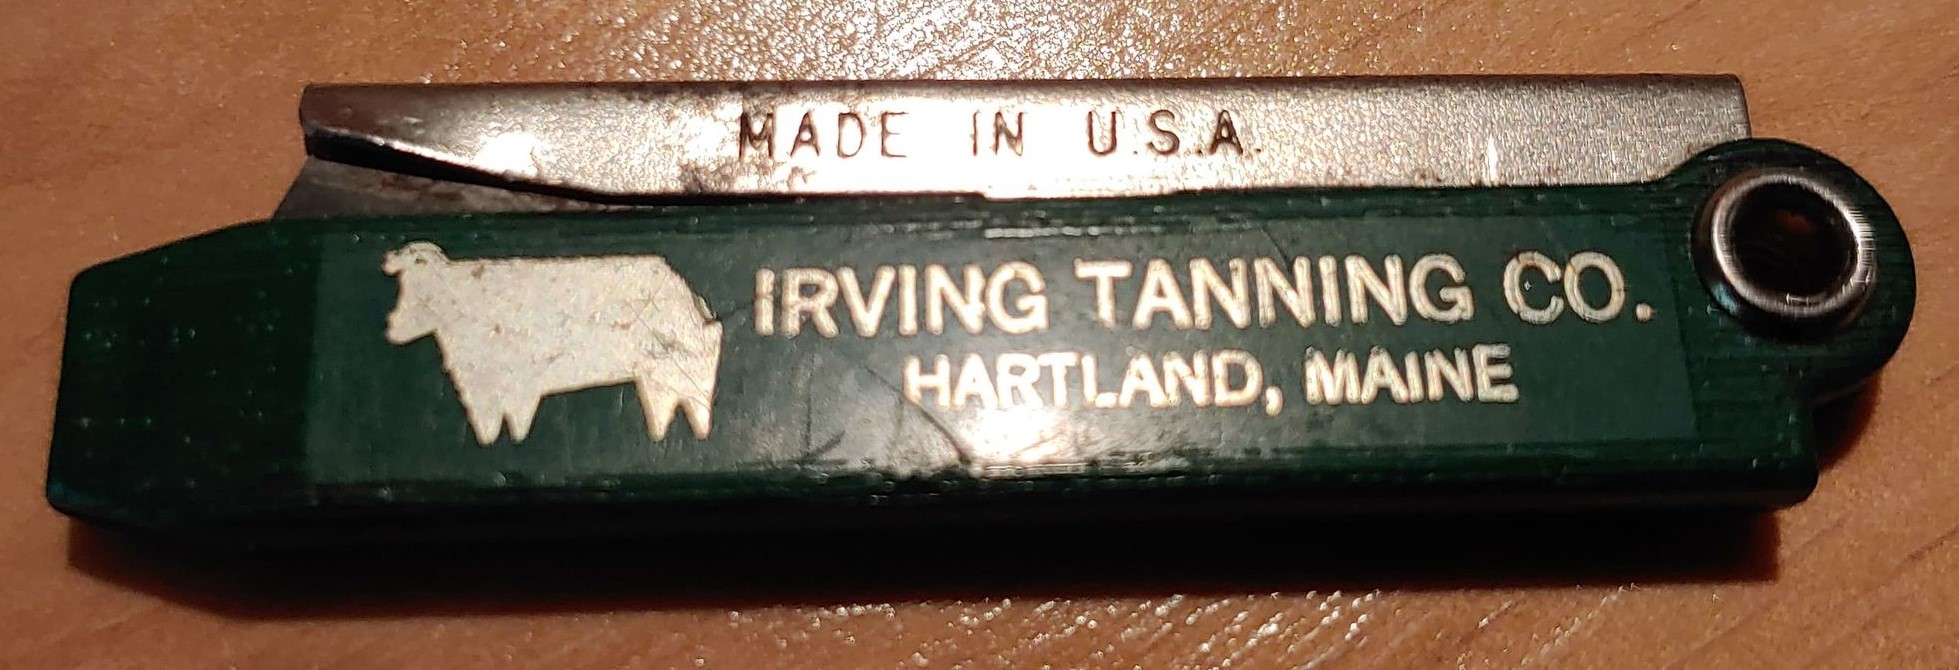 MADE IN U.S.A.
IRVING TANNING CO.
HARTLAND, MAINE